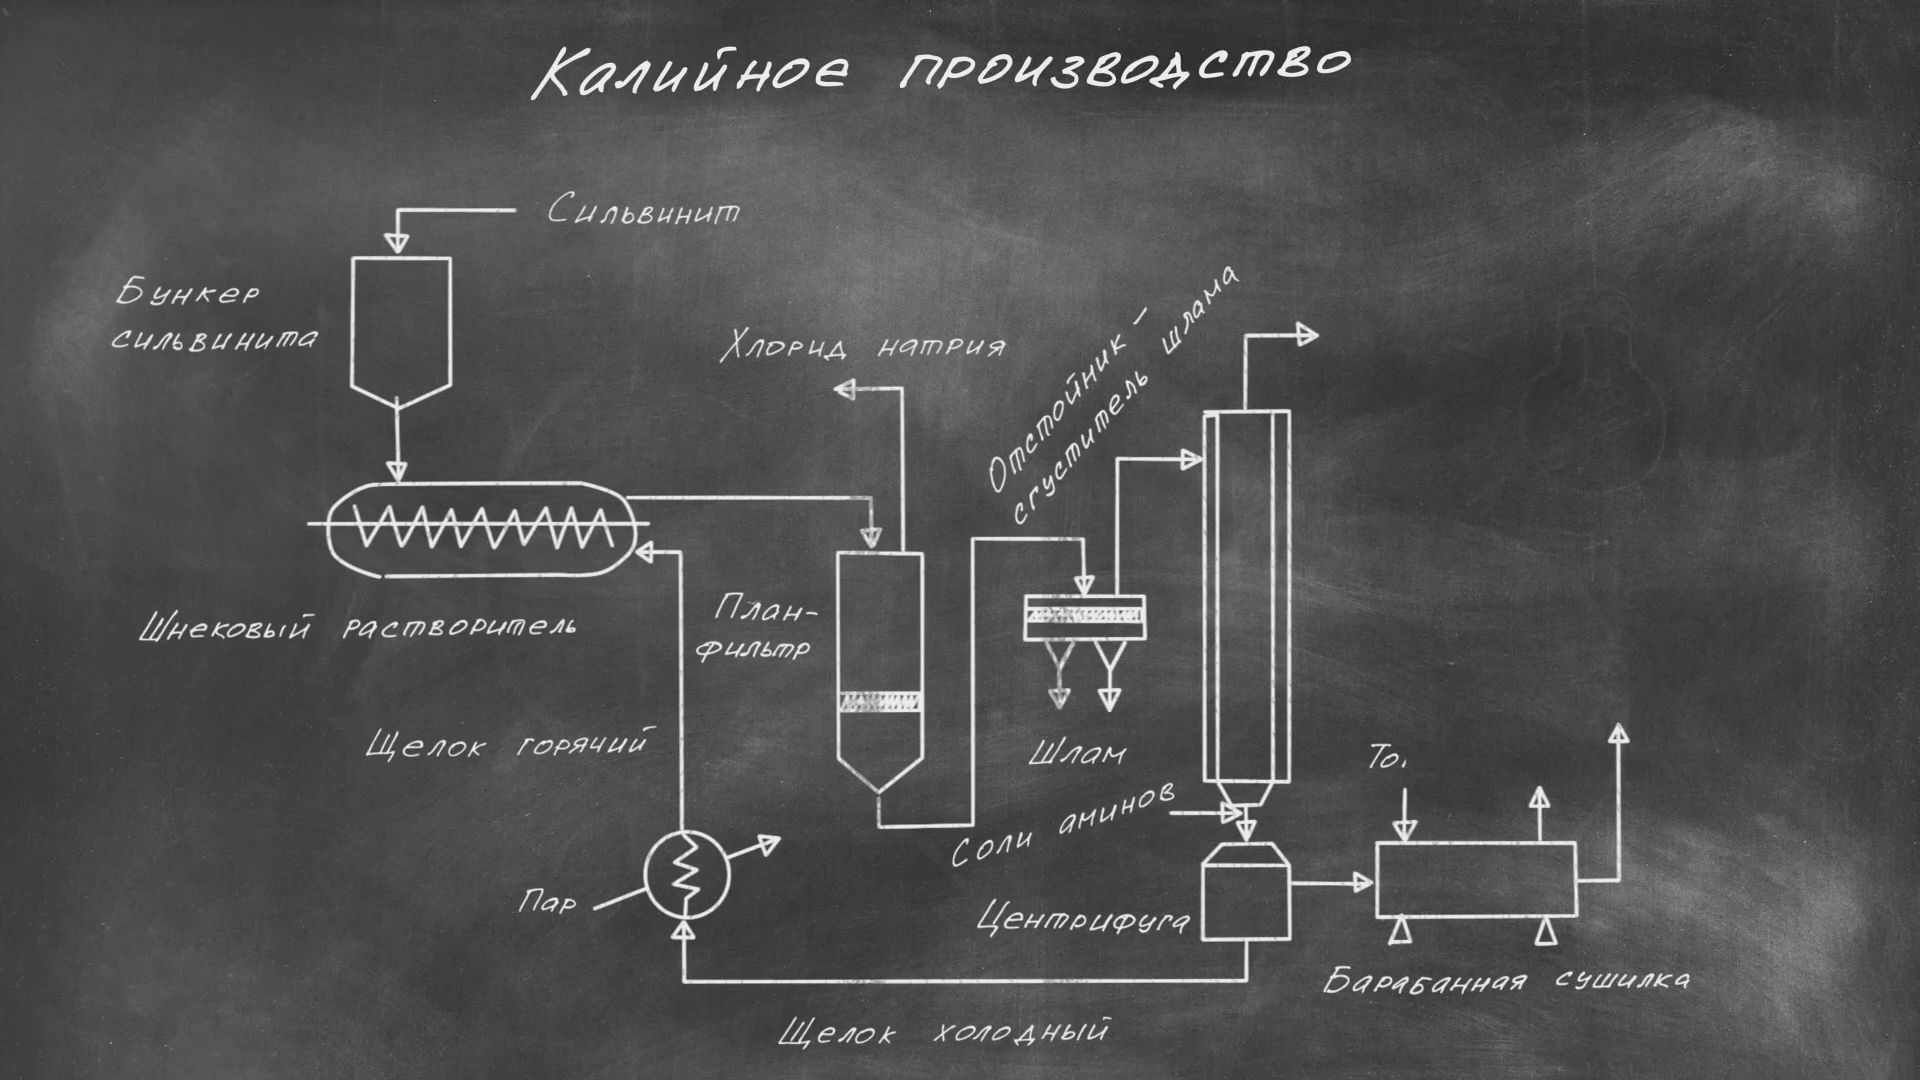 Калийное производство
Сильвинит
Бункер
сильвинита
Хлорид натрия
Отстойник-
сгуститель шлама
Шнековый растворитель
План-
фильтр
Щелок горячий
Шлам
То
Соли аминов
Пар
Центрифуга
Барабанная сушилка
Щелок холодный